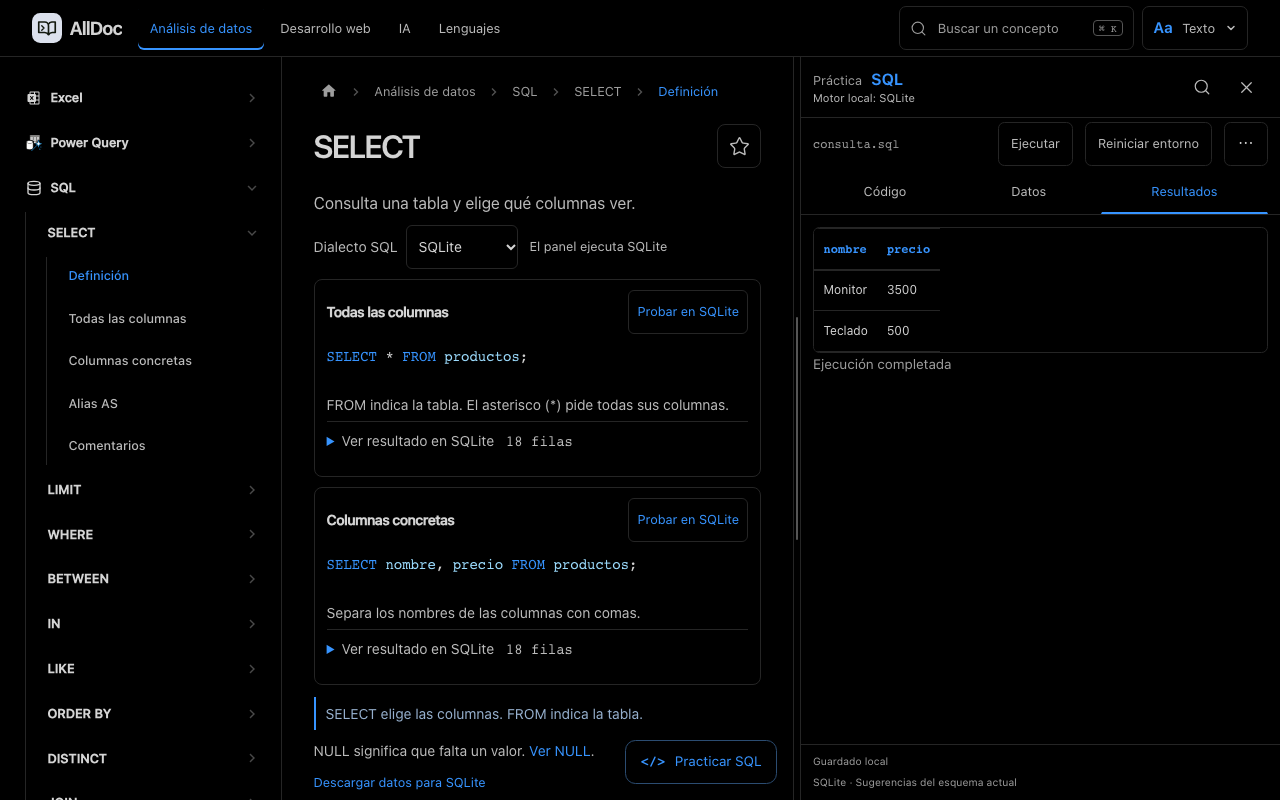 AllDoc
Análisis de datos
Desarrollo web
IA
Lenguajes
Buscar un concepto
⌘ K
Aa Texto
Excel
Power Query
SQL
SELECT
Definición
Todas las columnas
Columnas concretas
Alias AS
Comentarios
LIMIT
WHERE
BETWEEN
IN
LIKE
ORDER BY
DISTINCT
JOIN
Análisis de datos
SQL
SELECT
Definición
SELECT
Consulta una tabla y elige qué columnas ver.
Dialecto SQL SQLite El panel ejecuta SQLite
Todas las columnas
Probar en SQLite
SELECT * FROM productos;
FROM indica la tabla. El asterisco (*) pide todas sus columnas.
Ver resultado en SQLite 18 filas
Columnas concretas
Probar en SQLite
SELECT nombre, precio FROM productos;
Separa los nombres de las columnas con comas.
Ver resultado en SQLite 18 filas
SELECT elige las columnas. FROM indica la tabla.
NULL significa que falta un valor. Ver NULL.
Descargar datos para SQLite
</> Practicar SQL
Práctica SQL
Motor local: SQLite
consulta.sql
Ejecutar
Reiniciar entorno
...
Código
Datos
Resultados
nombre precio
Monitor 3500
Teclado 500
Ejecución completada
Guardado local
SQLite · Sugerencias del esquema actual